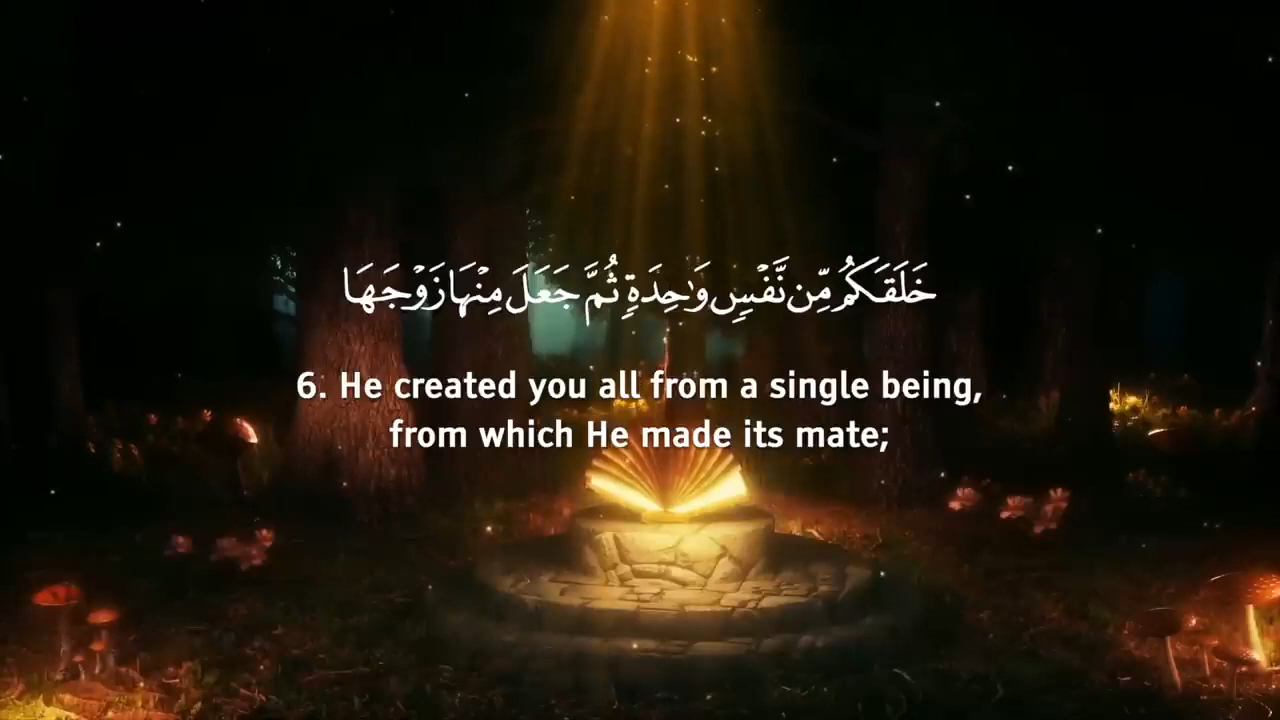 خَلَقَكُم مِّن نَّفْسٍ وَٰحِدَةٍ ثُمَّ جَعَلَ مِنْهَا زَوْجَهَا
6. He created you all from a single being,
from which He made its mate;